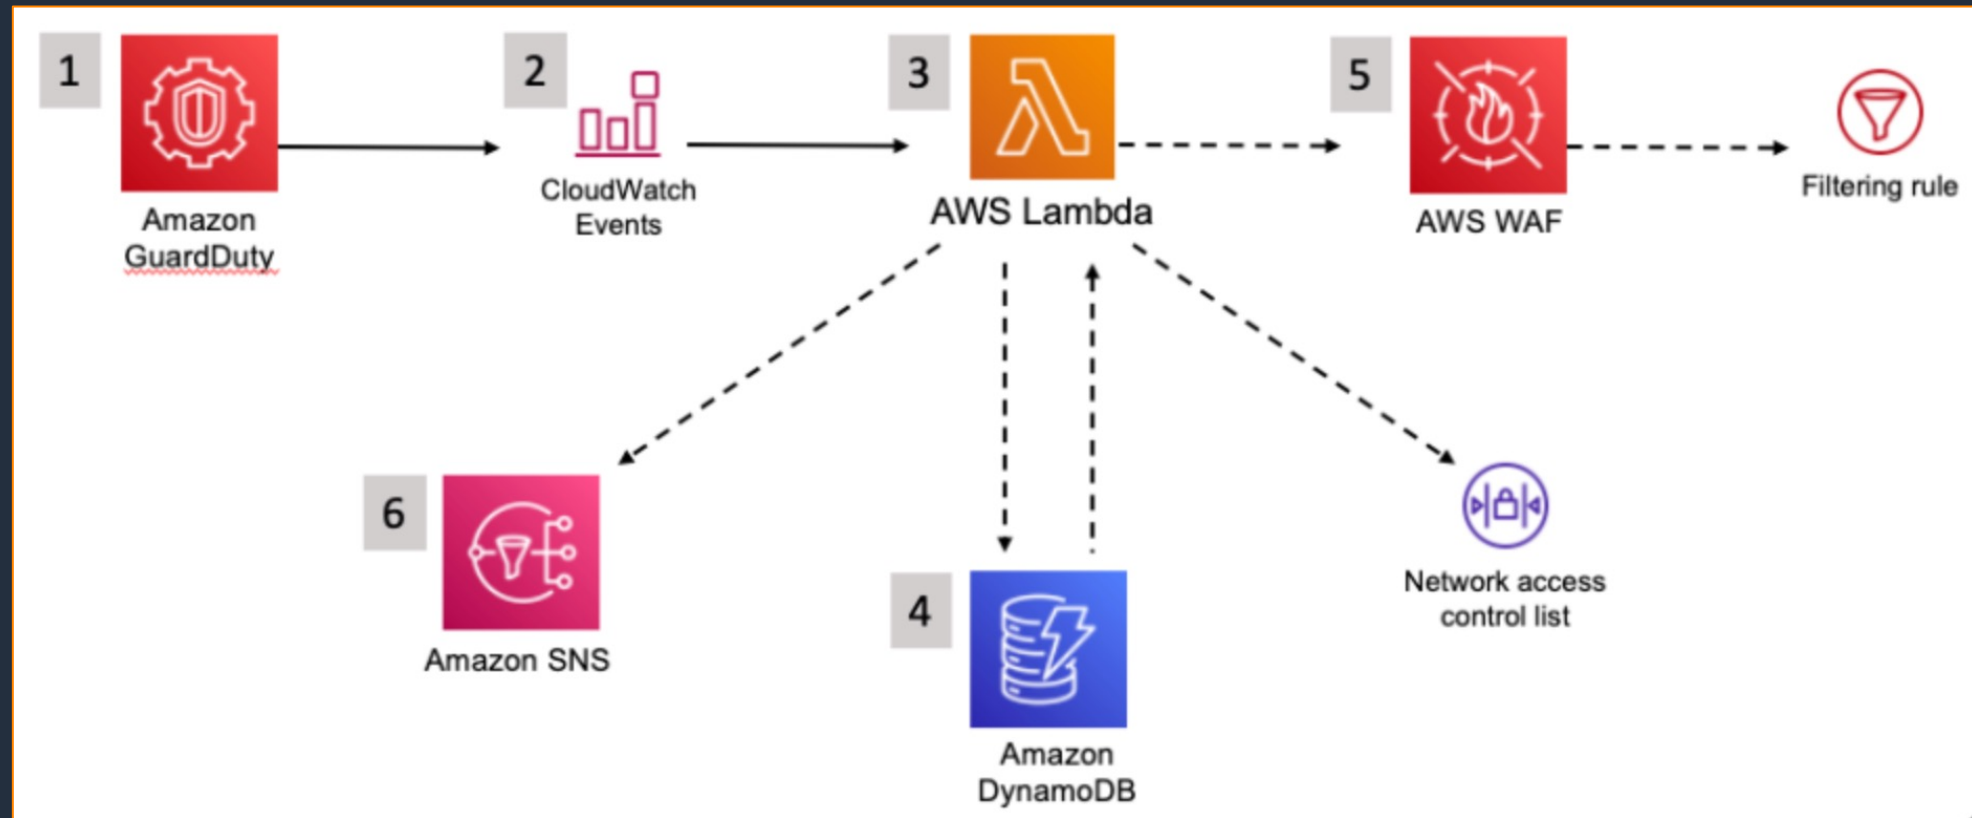 1
Amazon
GuardDuty
2
CloudWatch
Events
3
AWS Lambda
5
AWS WAF
Filtering rule
6
Amazon SNS
4
Amazon
DynamoDB
Network access
control list